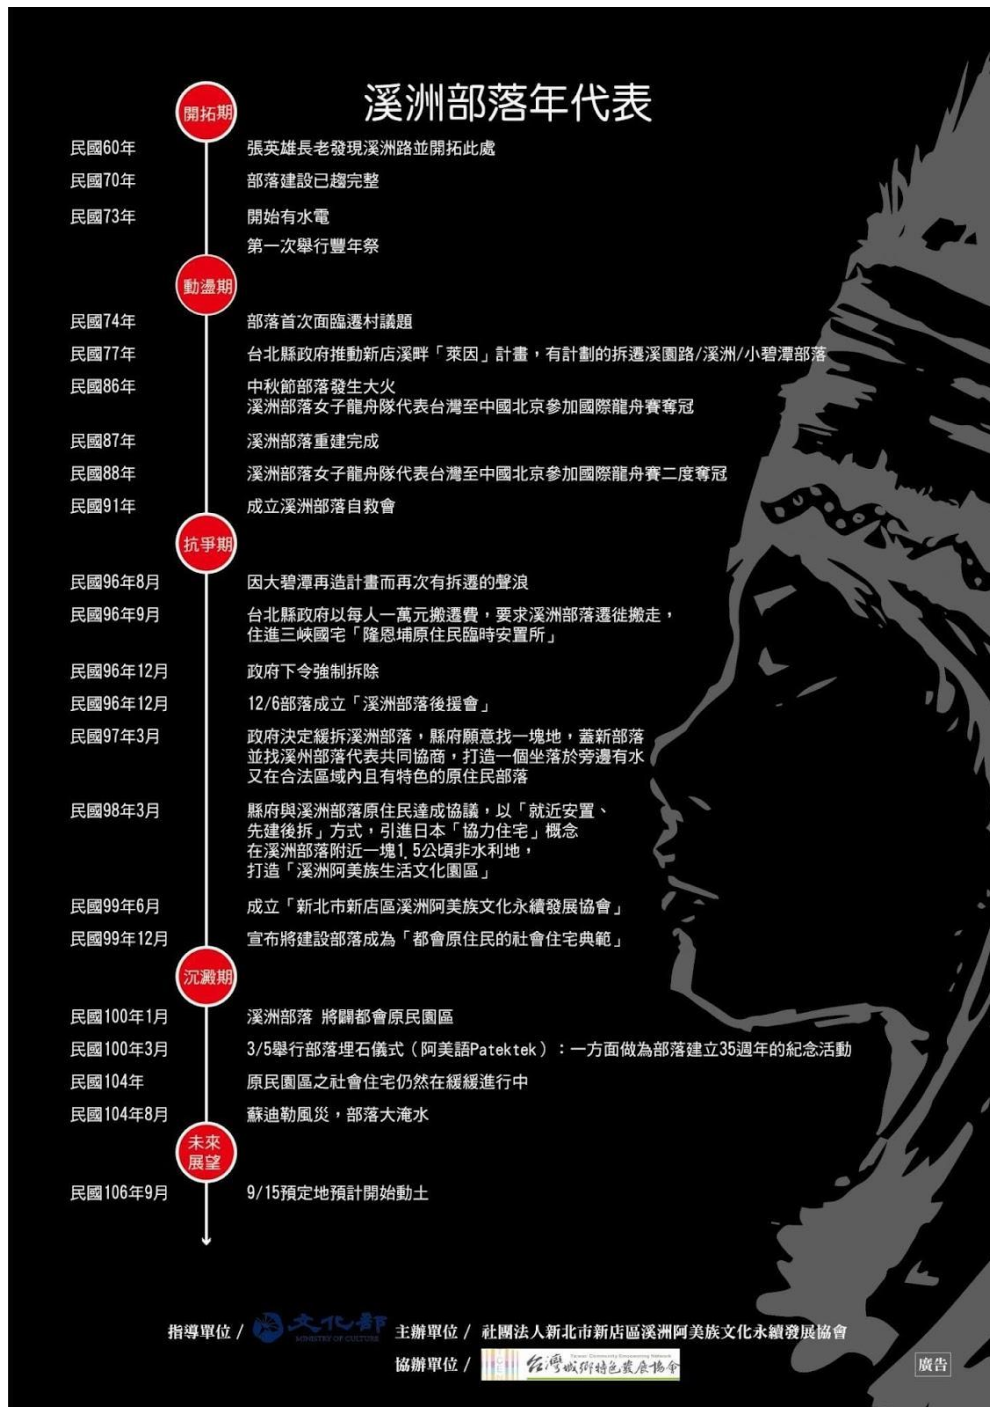 溪洲部落年代表
開拓期
民國60年 張英雄長老發現溪洲路並開拓此處
民國70年 部落建設已趨完整
民國73年 開始有水電
第一次舉行豐年祭
動盪期
民國74年 部落首次面臨遷村議題
民國77年 台北縣政府推動新店溪畔「萊因」計畫，有計劃的拆遷溪園路/溪洲/小碧潭部落
民國86年 中秋節部落發生大火
溪洲部落女子龍舟隊代表台灣至中國北京參加國際龍舟賽奪冠
民國87年 溪洲部落重建完成
民國88年 溪洲部落女子龍舟隊代表台灣至中國北京參加國際龍舟賽二度奪冠
民國91年 成立溪洲部落自救會
抗爭期
民國96年8月 因大碧潭再造計畫而再次有拆遷的聲浪
民國96年9月 台北縣政府以每人一萬元搬遷費，要求溪洲部落遷徙搬走，
住進三峽國宅「隆恩埔原住民臨時安置所」
民國96年12月 政府下令強制拆除
民國96年12月 12/6部落成立「溪洲部落後援會」
民國97年3月 政府決定緩拆溪洲部落，縣府願意找一塊地，蓋新部落
並找溪州部落代表共同協商，打造一個坐落於旁邊有水
又在合法區域內且有特色的原住民部落
民國98年3月 縣府與溪洲部落原住民達成協議，以「就近安置、
先建後拆」方式，引進日本「協力住宅」概念
在溪洲部落附近一塊1.5公頃非水利地，
打造「溪洲阿美族生活文化園區」
民國99年6月 成立「新北市新店區溪洲阿美族文化永續發展協會」
民國99年12月 宣布將建設部落成為「都會原住民的社會住宅典範」
沉澱期
民國100年1月 溪洲部落 將闢都會原民園區
民國100年3月 3/5舉行部落埋石儀式（阿美語Patektek）：一方面做為部落建立35週年的紀念活動
民國104年 原民園區之社會住宅仍然在緩緩進行中
民國104年8月 蘇迪勒風災，部落大淹水
未來
展望
民國106年9月 9/15預定地預計開始動土
指導單位 / 文化部 MINISTRY OF CULTURE 主辦單位 / 社團法人新北市新店區溪洲阿美族文化永續發展協會
協辦單位 / Taiwan Community Empowering Network 台灣城鄉特色發展協會
廣告